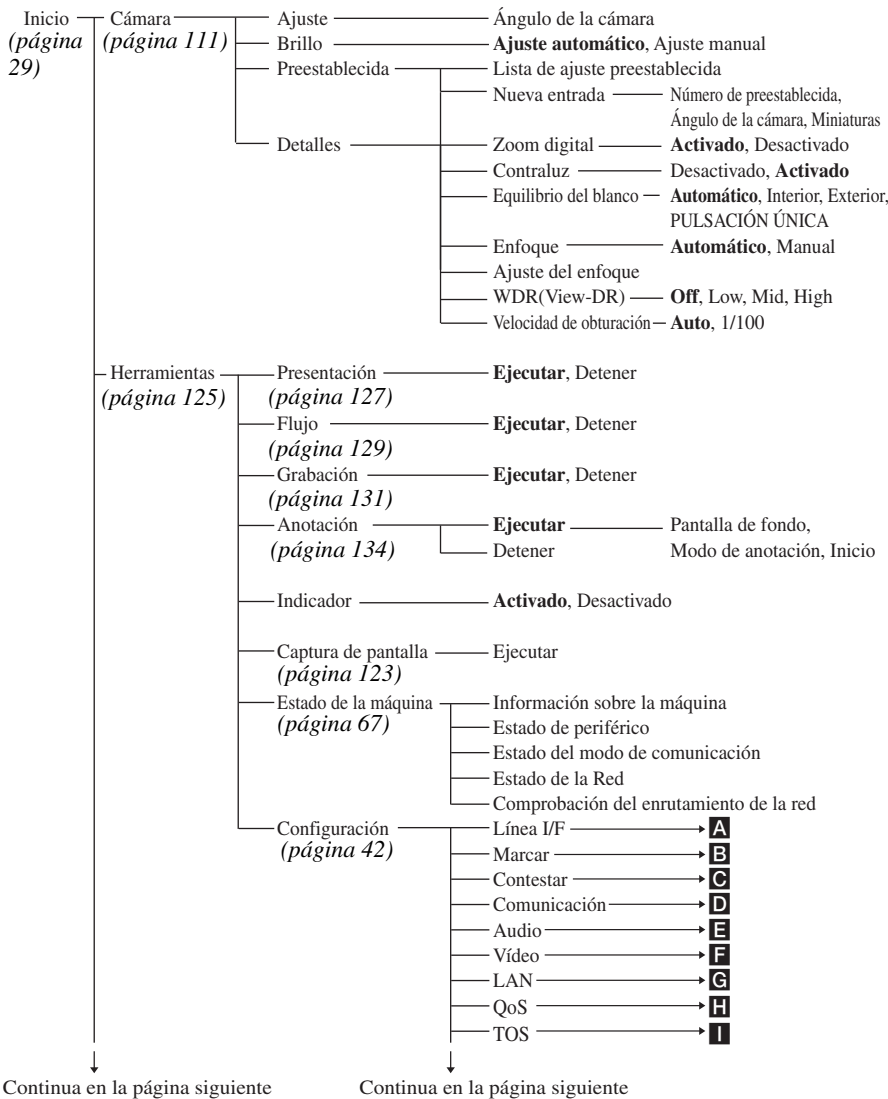 Inicio
(página
29)
Cámara
(página 111)
Ajuste
Ángulo de la cámara
Brillo
Ajuste automático, Ajuste manual
Preestablecida
Lista de ajuste preestablecida
Nueva entrada
Número de preestablecida,
Ángulo de la cámara, Miniaturas
Detalles
Zoom digital
Activado, Desactivado
Contraluz
Desactivado, Activado
Equilibrio del blanco
Automático, Interior, Exterior,
PULSACIÓN ÚNICA
Enfoque
Automático, Manual
Ajuste del enfoque
WDR(View-DR)
Off, Low, Mid, High
Velocidad de obturación
Auto, 1/100
Herramientas
(página 125)
Presentación
(página 127)
Ejecutar, Detener
Flujo
(página 129)
Ejecutar, Detener
Grabación
(página 131)
Ejecutar, Detener
Anotación
(página 134)
Ejecutar
Detener
Pantalla de fondo,
Modo de anotación, Inicio
Indicador
Activado, Desactivado
Captura de pantalla
(página 123)
Ejecutar
Estado de la máquina
(página 67)
Información sobre la máquina
Estado de periférico
Estado del modo de comunicación
Estado de la Red
Comprobación del enrutamiento de la red
Configuración
(página 42)
Línea I/F
A
Marcar
B
Contestar
C
Comunicación
D
Audio
E
Vídeo
F
LAN
G
QoS
H
TOS
I
Continua en la página siguiente
Continua en la página siguiente